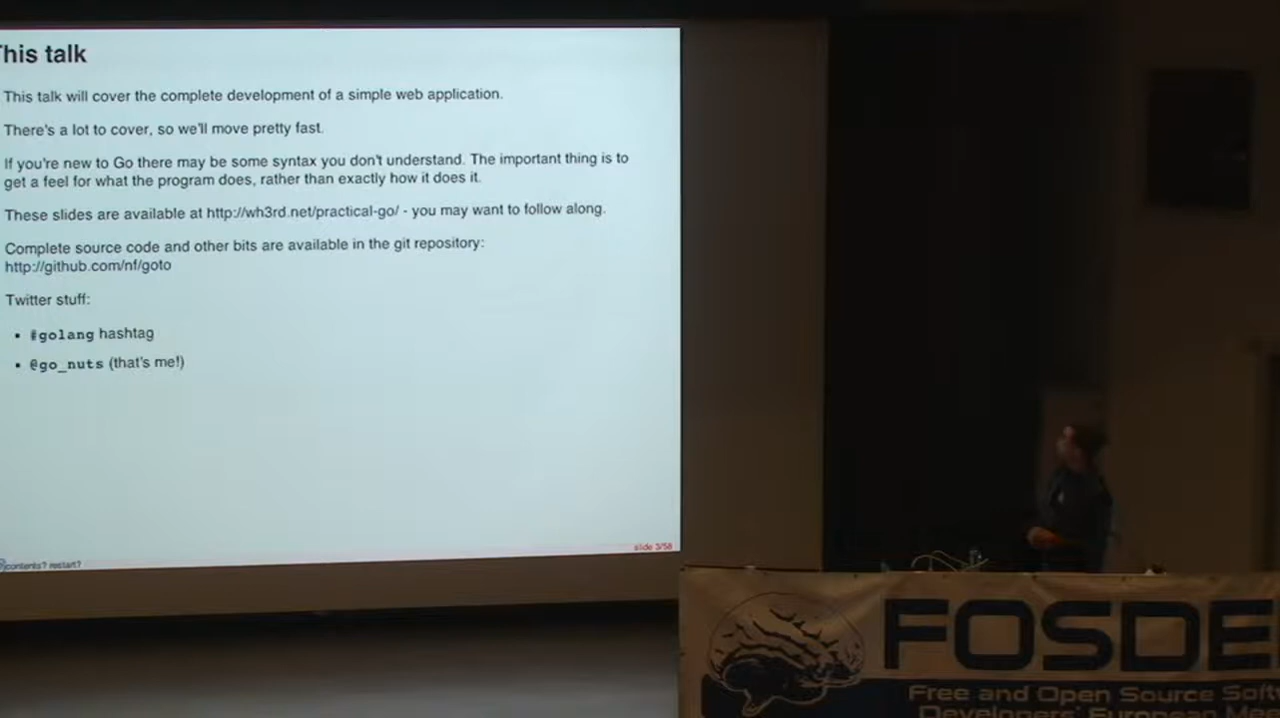 his talk
This talk will cover the complete development of a simple web application.
There's a lot to cover, so we'll move pretty fast.
If you're new to Go there may be some syntax you don't understand. The important thing is to
get a feel for what the program does, rather than exactly how it does it.
These slides are available at http://wh3rd.net/practical-go/ - you may want to follow along.
Complete source code and other bits are available in the git repository:
http://github.com/nf/goto
Twitter stuff:
• #golang hashtag
• @go_nuts (that's me!)
slide 3/58
contents? restart?
FOSDE
Free and Open Source Soft
Developers' European Mee